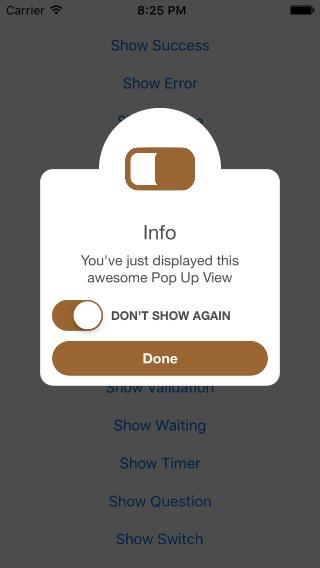 Carrier 8:25 PM
Show Success
Show Error
Info
You've just displayed this
awesome Pop Up View
DON'T SHOW AGAIN
Done
Show Validation
Show Waiting
Show Timer
Show Question
Show Switch